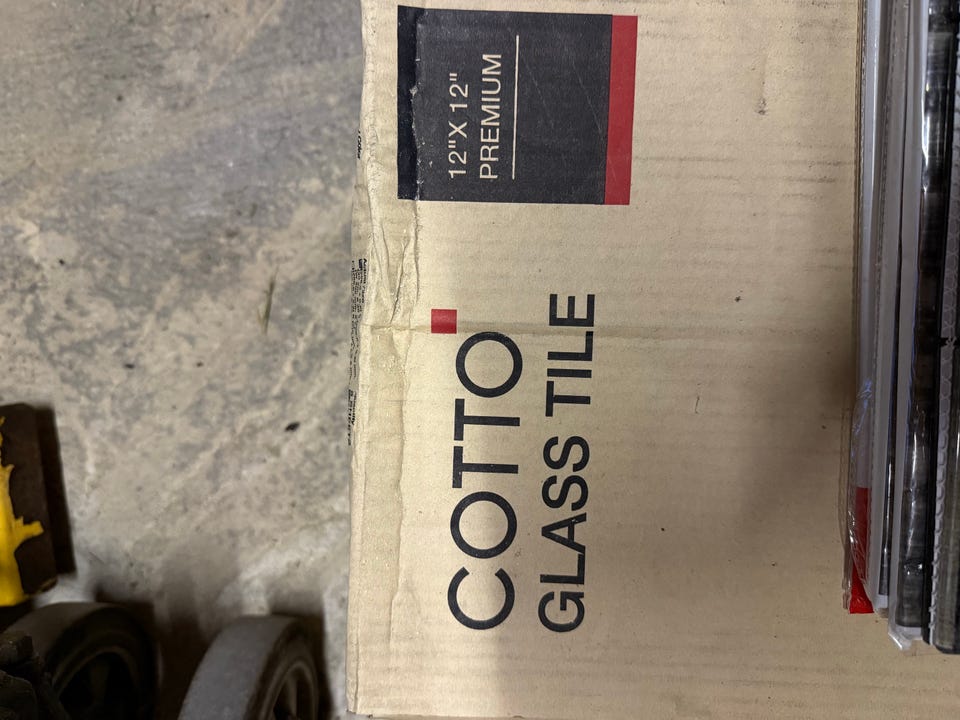 12"X 12"
PREMIUM
COTTO
GLASS TILE